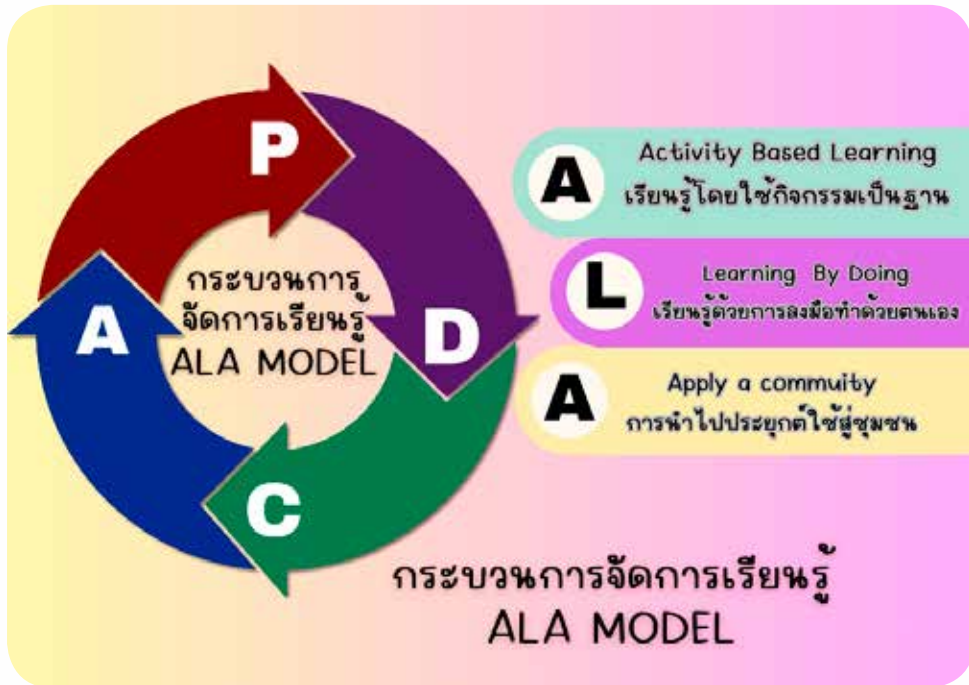 P
D
C
A
กระบวนการ
จัดการเรียนรู้
ALA MODEL
A
Activity Based Learning
เรียนรู้โดยใช้กิจกรรมเป็นฐาน
L
Learning By Doing
เรียนรู้ด้วยการลงมือทำด้วยตนเอง
A
Apply a commuity
การนำไปประยุกต์ใช้สู่ชุมชน
กระบวนการจัดการเรียนรู้
ALA MODEL